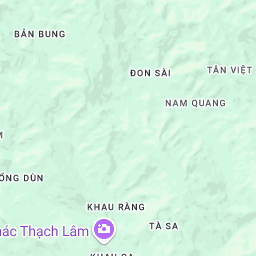 BẢN BUNG
ĐON SÀI
TÂN VIỆT
NAM QUANG
ỐNG DÙN
KHAU RÀNG
TÀ SA
hác Thạch Lâm